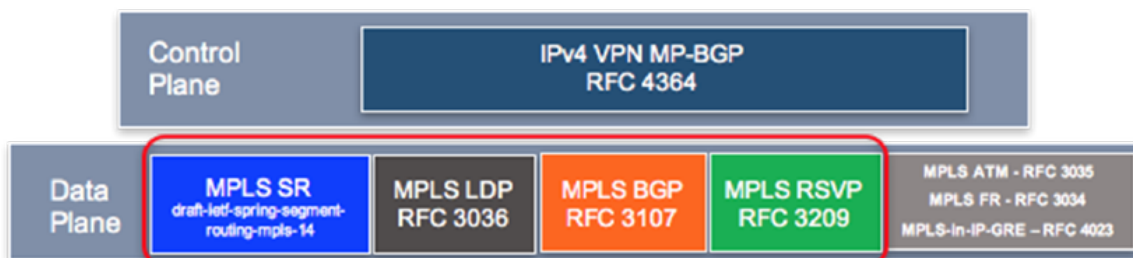 Control
Plane
IPv4 VPN MP-BGP
RFC 4364
Data
Plane
MPLS SR
draft-ietf-spring-segment-
routing-mpls-14
MPLS LDP
RFC 3036
MPLS BGP
RFC 3107
MPLS RSVP
RFC 3209
MPLS ATM - RFC 3035
MPLS FR - RFC 3034
MPLS-in-IP-GRE – RFC 4023